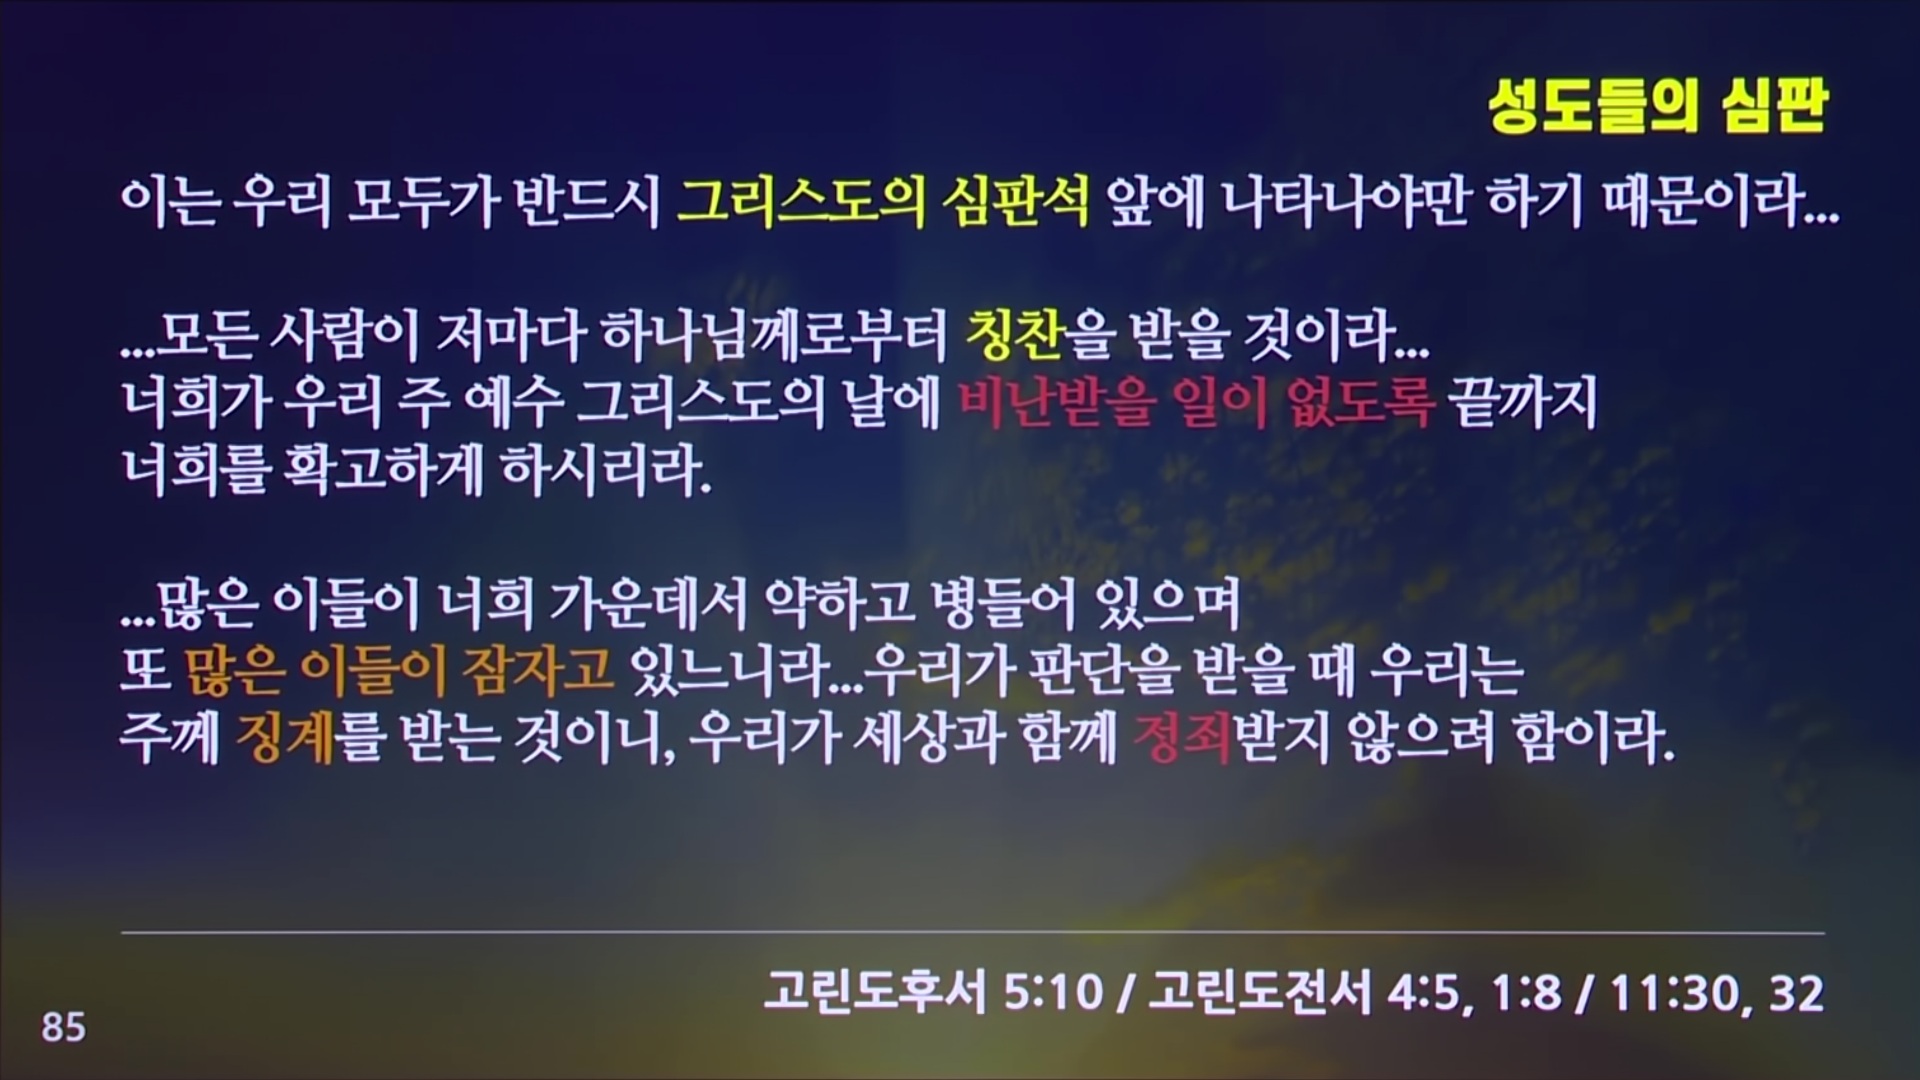 성도들의 심판
이는 우리 모두가 반드시 그리스도의 심판석 앞에 나타나야만 하기 때문이라...
...모든 사람이 저마다 하나님께로부터 칭찬을 받을 것이라...
너희가 우리 주 예수 그리스도의 날에 비난받을 일이 없도록 끝까지
너희를 확고하게 하시리라.
...많은 이들이 너희 가운데서 약하고 병들어 있으며
또 많은 이들이 잠자고 있느니라...우리가 판단을 받을 때 우리는
주께 징계를 받는 것이니, 우리가 세상과 함께 정죄받지 않으려 함이라.
고린도후서 5:10 / 고린도전서 4:5, 1:8 / 11:30, 32
85